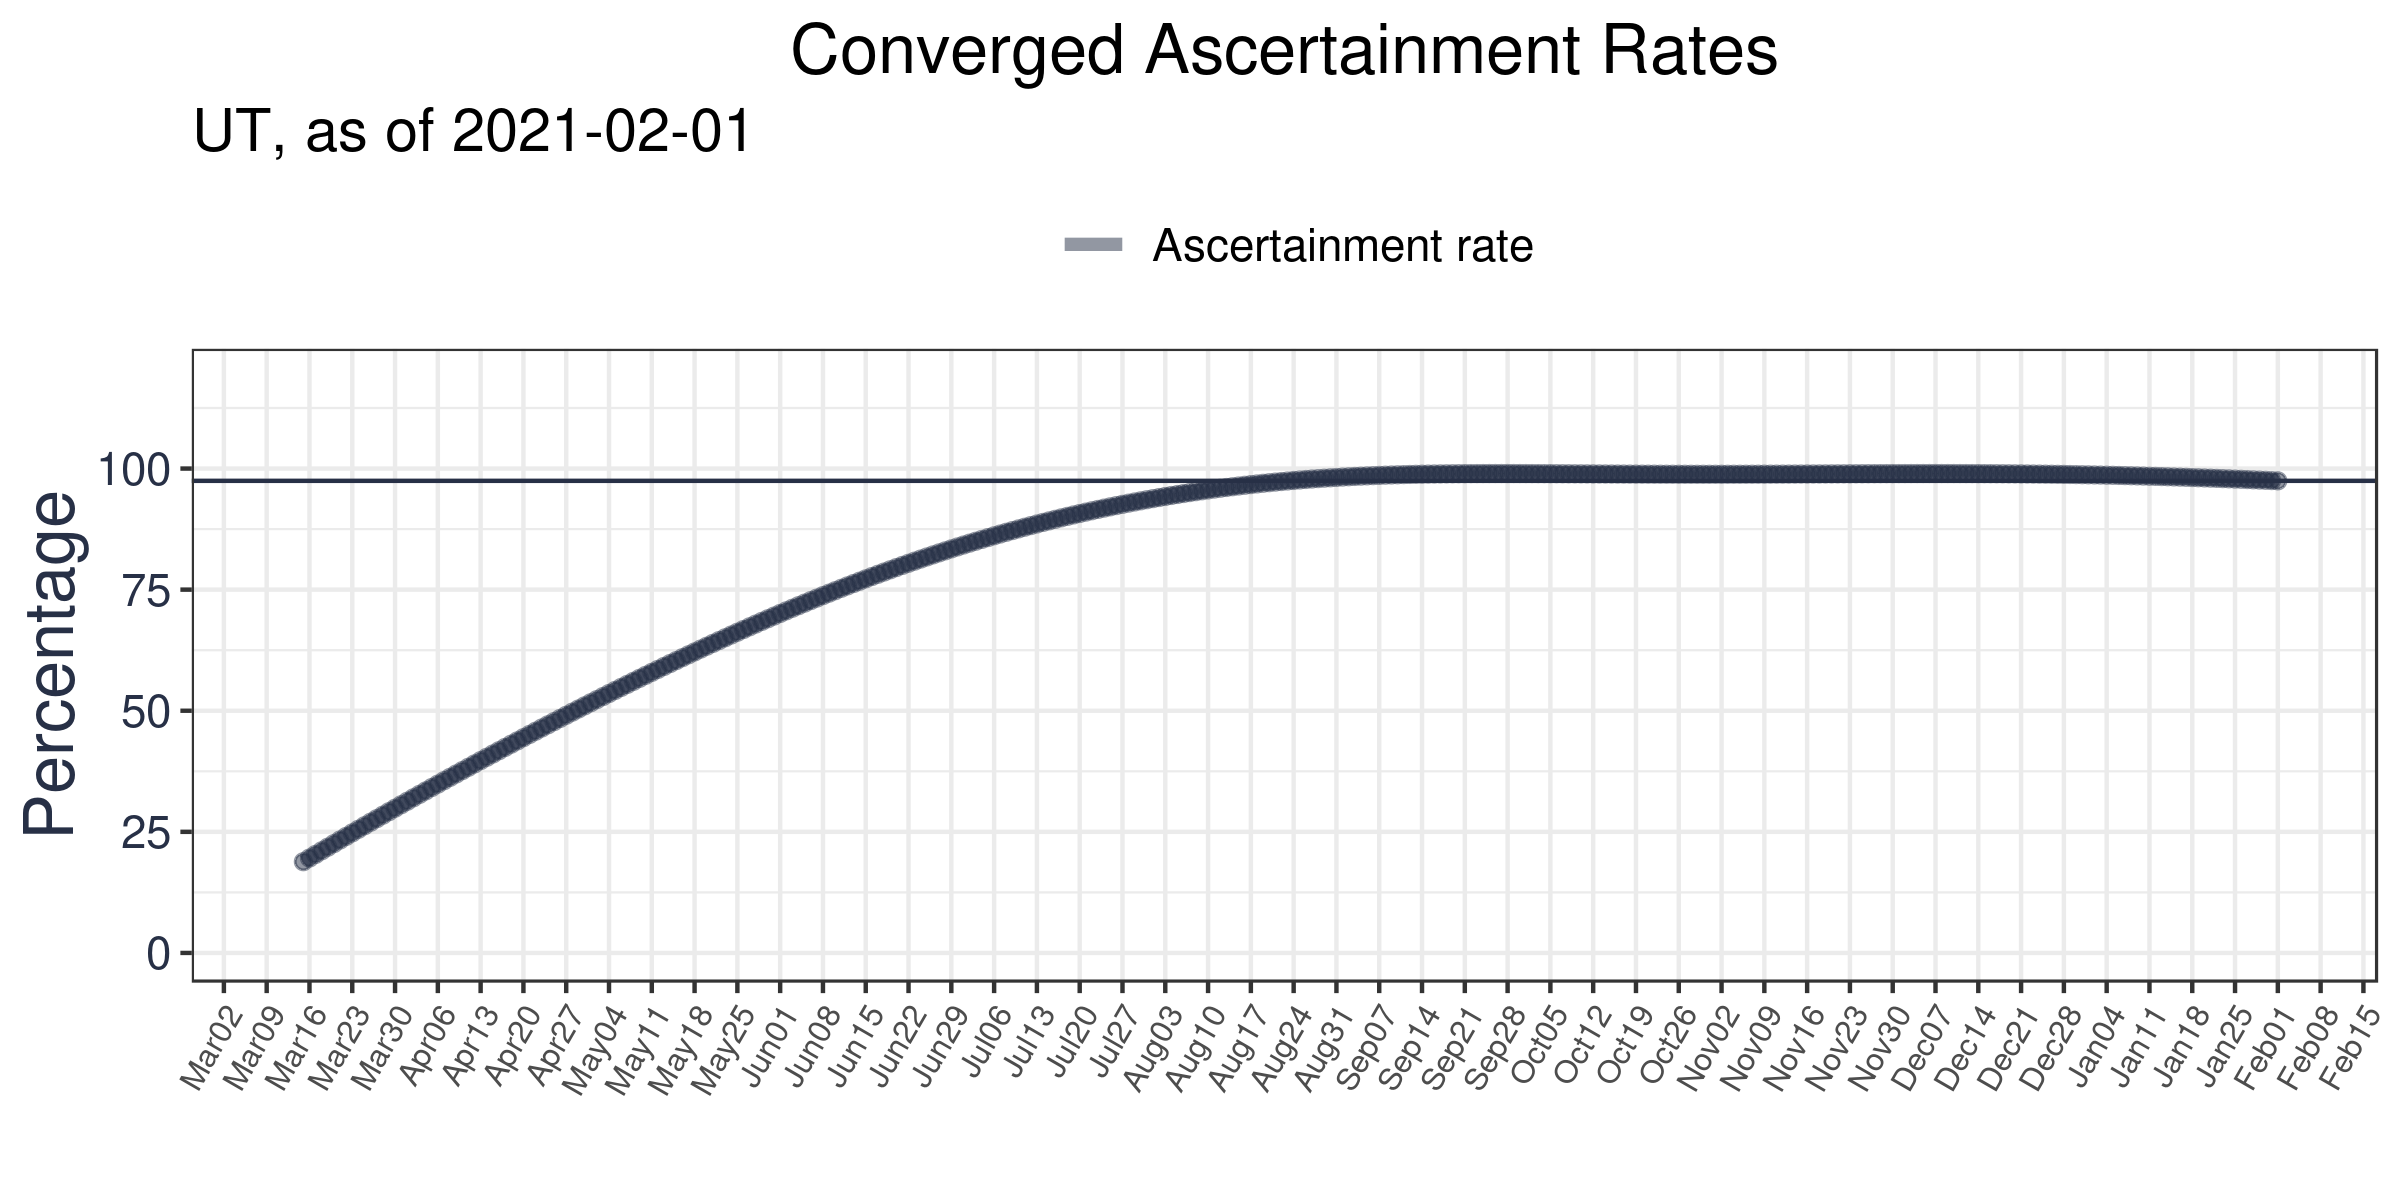 Converged Ascertainment Rates
UT, as of 2021-02-01
Ascertainment rate
Percentage
100
75
50
25
0
Mar02 Mar09 Mar16 Mar23 Mar30 Apr06 Apr13 Apr20 Apr27 May04 May11 May18 May25 Jun01 Jun08 Jun15 Jun22 Jun29 Jul06 Jul13 Jul20 Jul27 Aug03 Aug10 Aug17 Aug24 Aug31 Sep07 Sep14 Sep21 Sep28 Oct05 Oct12 Oct19 Oct26 Nov02 Nov09 Nov16 Nov23 Nov30 Dec07 Dec14 Dec21 Dec28 Jan04 Jan11 Jan18 Jan25 Feb01 Feb08 Feb15